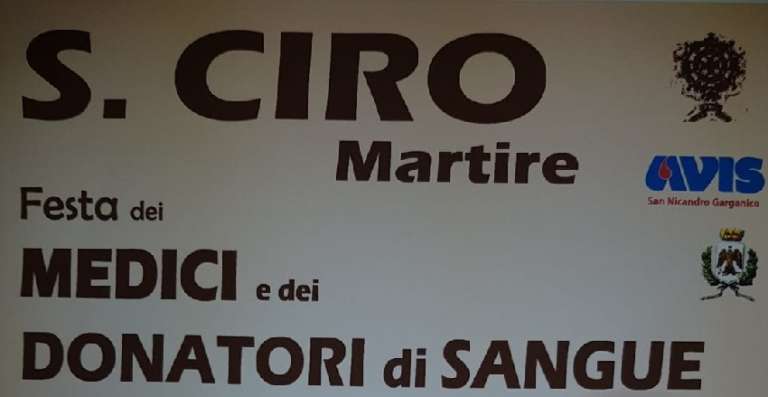 S. CIRO
Martire
AVIS
San Nicandro Garganico
Festa dei
MEDICI e dei
DONATORI di SANGUE